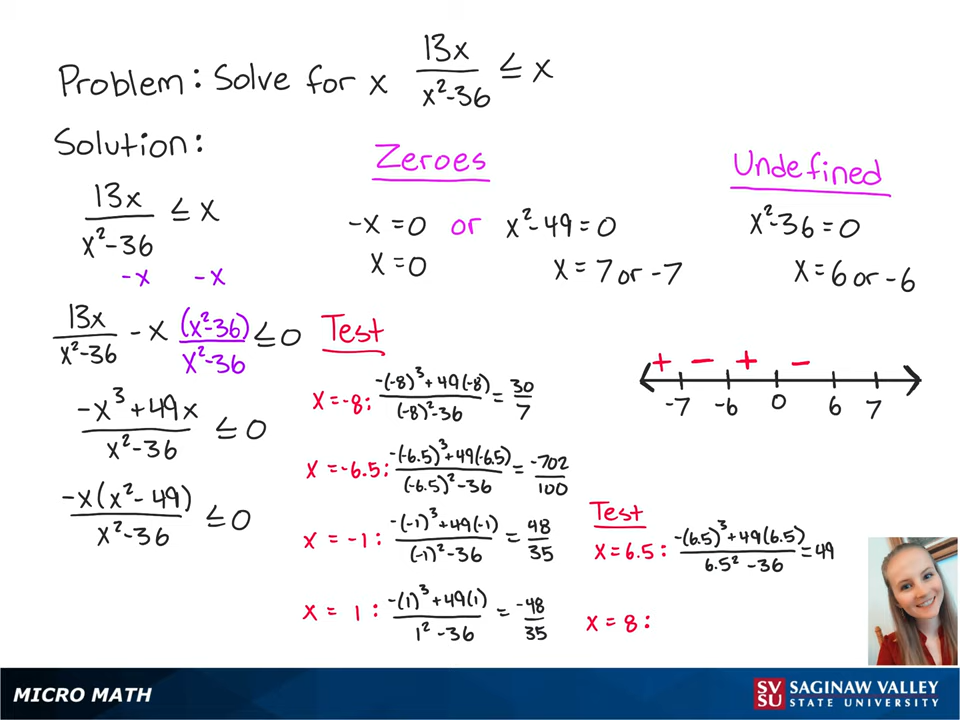 Problem: Solve for x 13x/(x²-36) ≤ x
Solution:
13x/(x²-36) ≤ x
-x -x
13x/(x²-36) - x (x²-36)/(x²-36) ≤ 0
(-x³+49x)/(x²-36) ≤ 0
(-x(x²-49))/(x²-36) ≤ 0
Zeroes
-x = 0 or x²-49 = 0
x = 0 x = 7 or -7
Undefined
x²-36 = 0
x = 6 or -6
Test
x = -8: (-(-8)³+49(-8))/((-8)²-36) = 30/7
x = -6.5: (-(-6.5)³+49(-6.5))/((-6.5)²-36) = -702/100
x = -1: (-(-1)³+49(-1))/((-1)²-36) = 48/35
x = 1: (-(1)³+49(1))/(1²-36) = -48/35
+ - + -
-7 -6 0 6 7
Test
x = 6.5: (-(6.5)³+49(6.5))/(6.5²-36) = 49
x = 8:
MICRO MATH
SV SU SAGINAW VALLEY
STATE UNIVERSITY